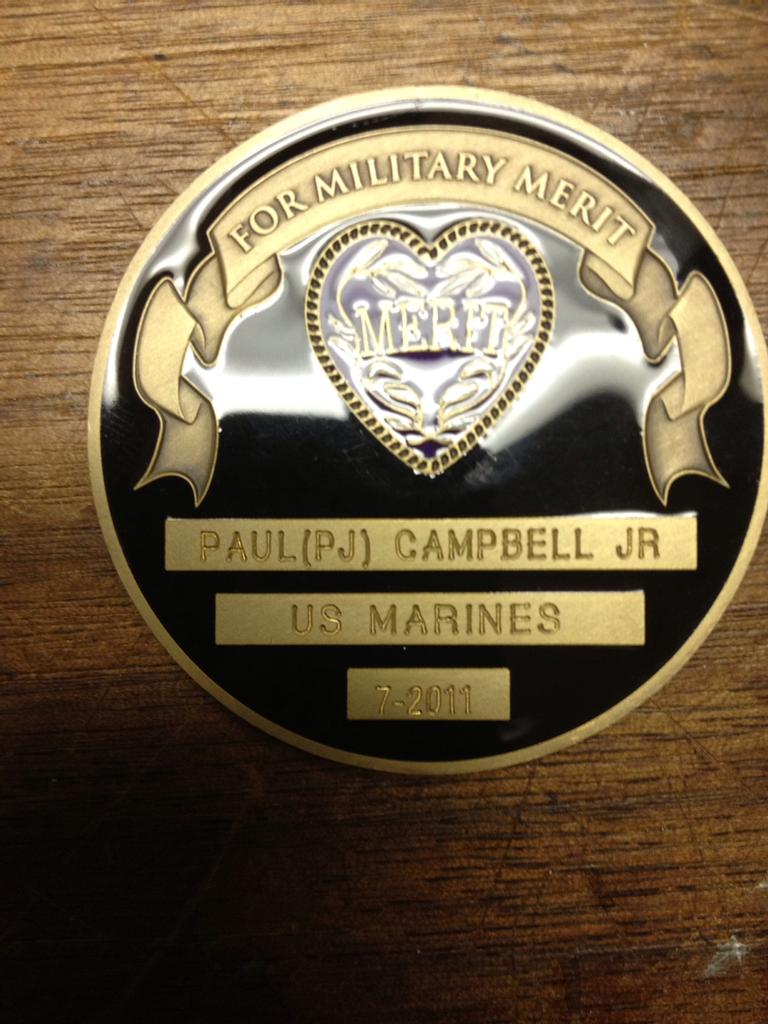 FOR MILITARY MERIT
MERIT
PAUL(PJ) CAMPBELL JR
US MARINES
7-2011